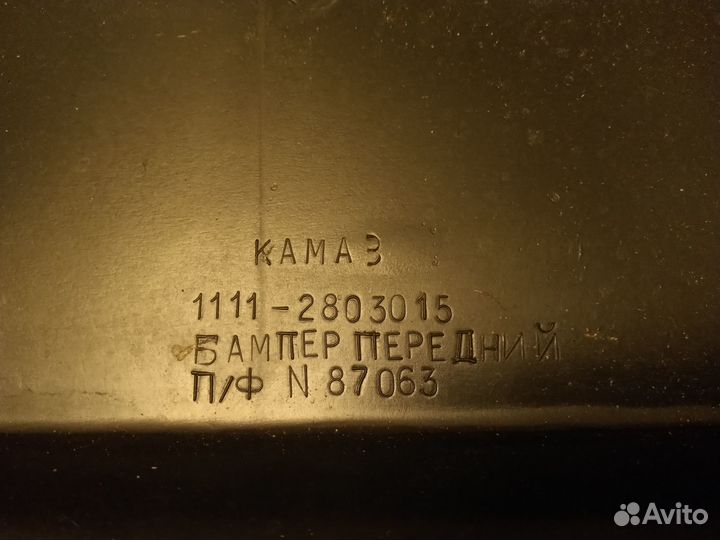 КАМАЗ
1111-2803015
БАМПЕР ПЕРЕДНИЙ
П/Ф N 87063
Avito